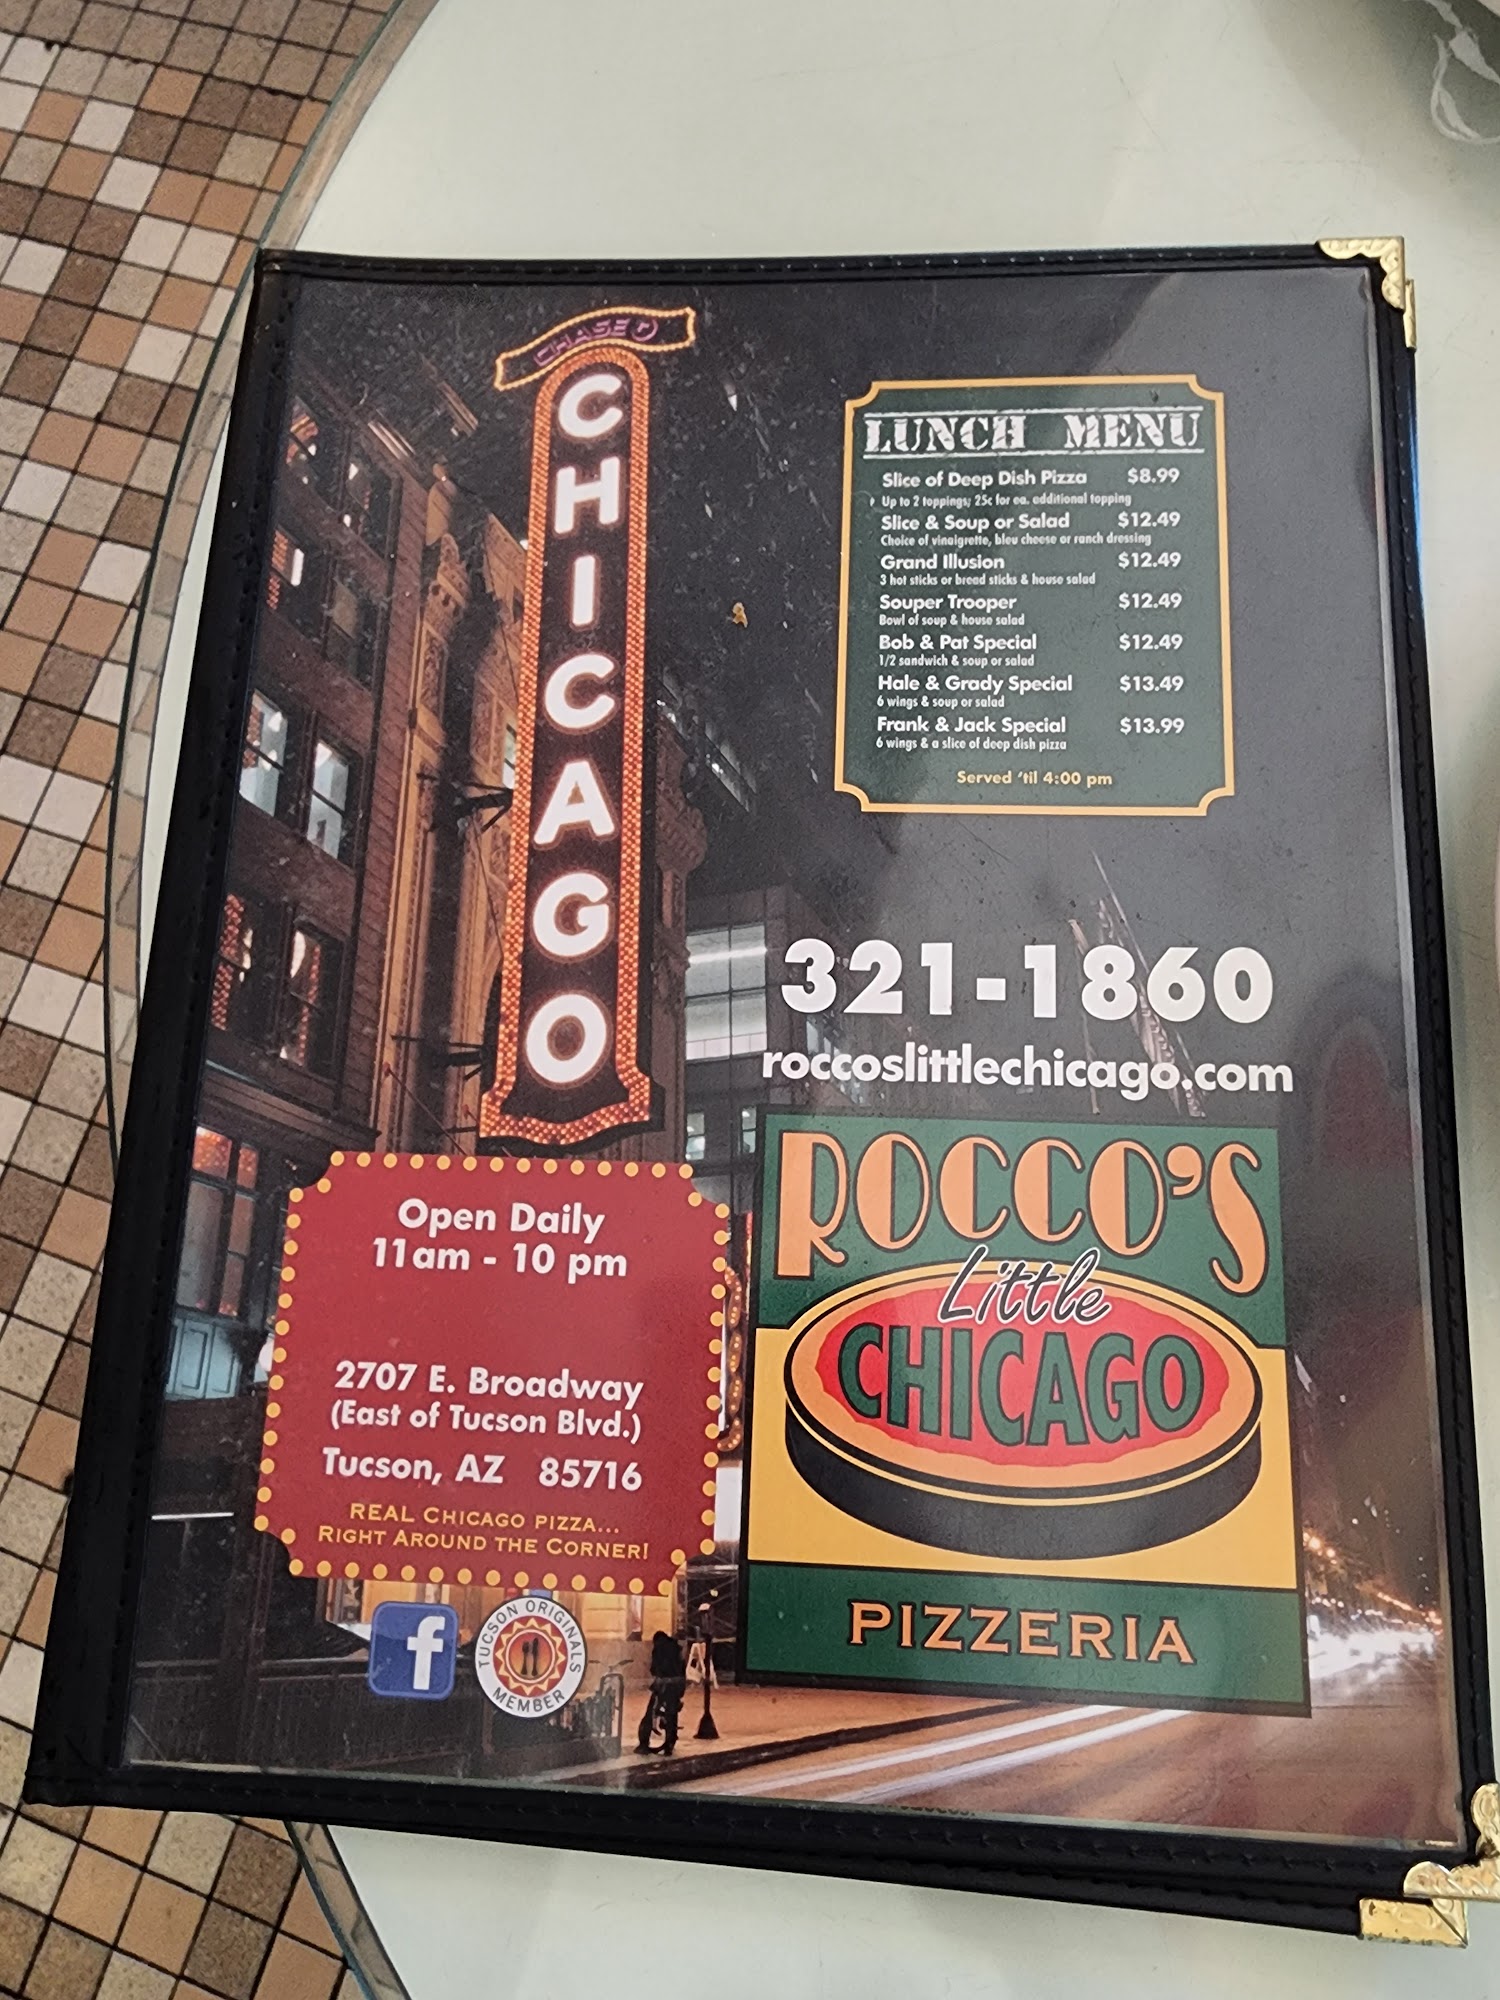 CHASE
CHICAGO
LUNCH MENU
Slice of Deep Dish Pizza $8.99
Up to 2 toppings; 25c for ea. additional topping
Slice & Soup or Salad $12.49
Choice of vinaigrette, bleu cheese or ranch dressing
Grand Illusion $12.49
3 hot sticks or bread sticks & house salad
Souper Trooper $12.49
Bowl of soup & house salad
Bob & Pat Special $12.49
1/2 sandwich & soup or salad
Hale & Grady Special $13.49
6 wings & soup or salad
Frank & Jack Special $13.99
6 wings & a slice of deep dish pizza
Served 'til 4:00 pm
321-1860
roccoslittlechicago.com
ROCCO'S
Little
CHICAGO
PIZZERIA
Open Daily
11am - 10 pm
2707 E. Broadway
(East of Tucson Blvd.)
Tucson, AZ 85716
REAL CHICAGO PIZZA...
RIGHT AROUND THE CORNER!
f
TUCSON ORIGINALS
MEMBER